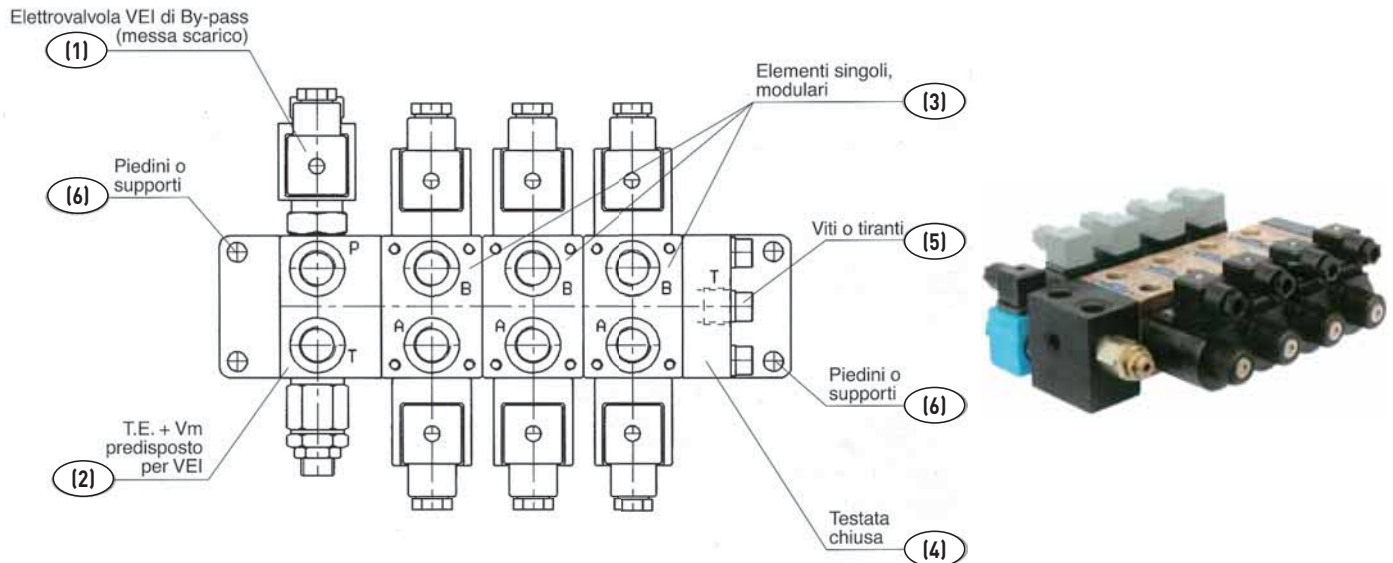 Elettrovalvola VEI di By-pass
(messa scarico)
(1)
Elementi singoli,
modulari
(3)
Piedini o
supporti
(6)
Viti o tiranti
(5)
P
T
B
B
B
T
A
A
A
Piedini o
supporti
(6)
T.E. + Vm
predisposto
per VEI
(2)
Testata
chiusa
(4)